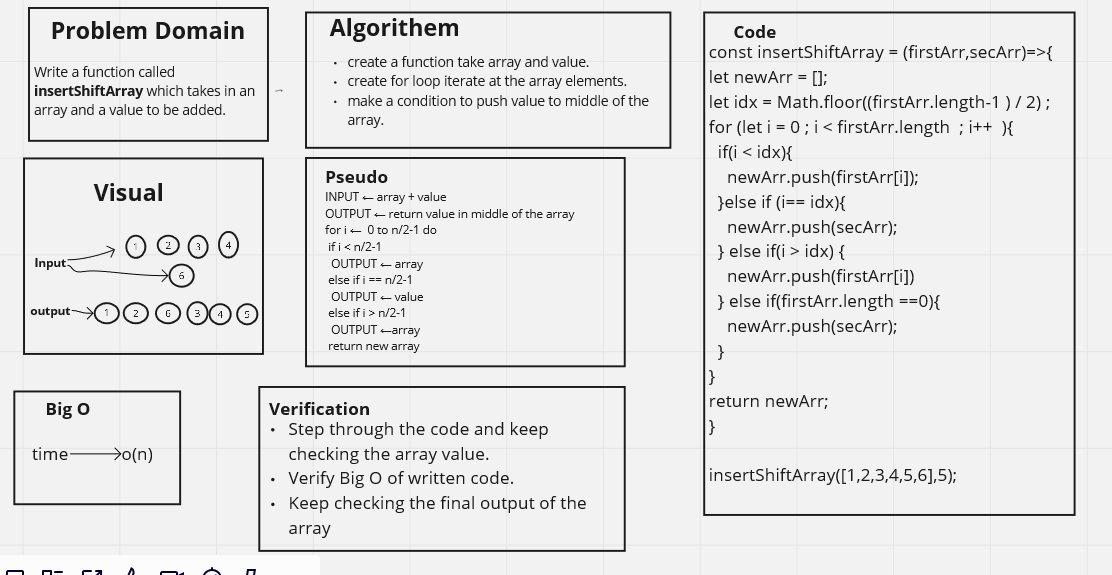 Problem Domain
Write a function called
insertShiftArray which takes in an
array and a value to be added.
Algorithem
• create a function take array and value.
• create for loop iterate at the array elements.
• make a condition to push value to middle of the
array.
Visual
Input
1 2 3 4
6
output
1 2 6 3 4 5
Pseudo
INPUT ← array + value
OUTPUT ← return value in middle of the array
for i ← 0 to n/2-1 do
if i < n/2-1
OUTPUT ← array
else if i == n/2-1
OUTPUT ← value
else if i > n/2-1
OUTPUT ←array
return new array
Big O
time o(n)
Verification
• Step through the code and keep
checking the array value.
• Verify Big O of written code.
• Keep checking the final output of the
array
Code
const insertShiftArray = (firstArr,secArr)=>{
let newArr = [];
let idx = Math.floor((firstArr.length-1 ) / 2) ;
for (let i = 0 ; i < firstArr.length  ; i++  ){
if(i < idx){
newArr.push(firstArr[i]);
}else if (i== idx){
newArr.push(secArr);
} else if(i > idx) {
newArr.push(firstArr[i])
} else if(firstArr.length ==0){
newArr.push(secArr);
}
}
return newArr;
}
insertShiftArray([1,2,3,4,5,6],5);